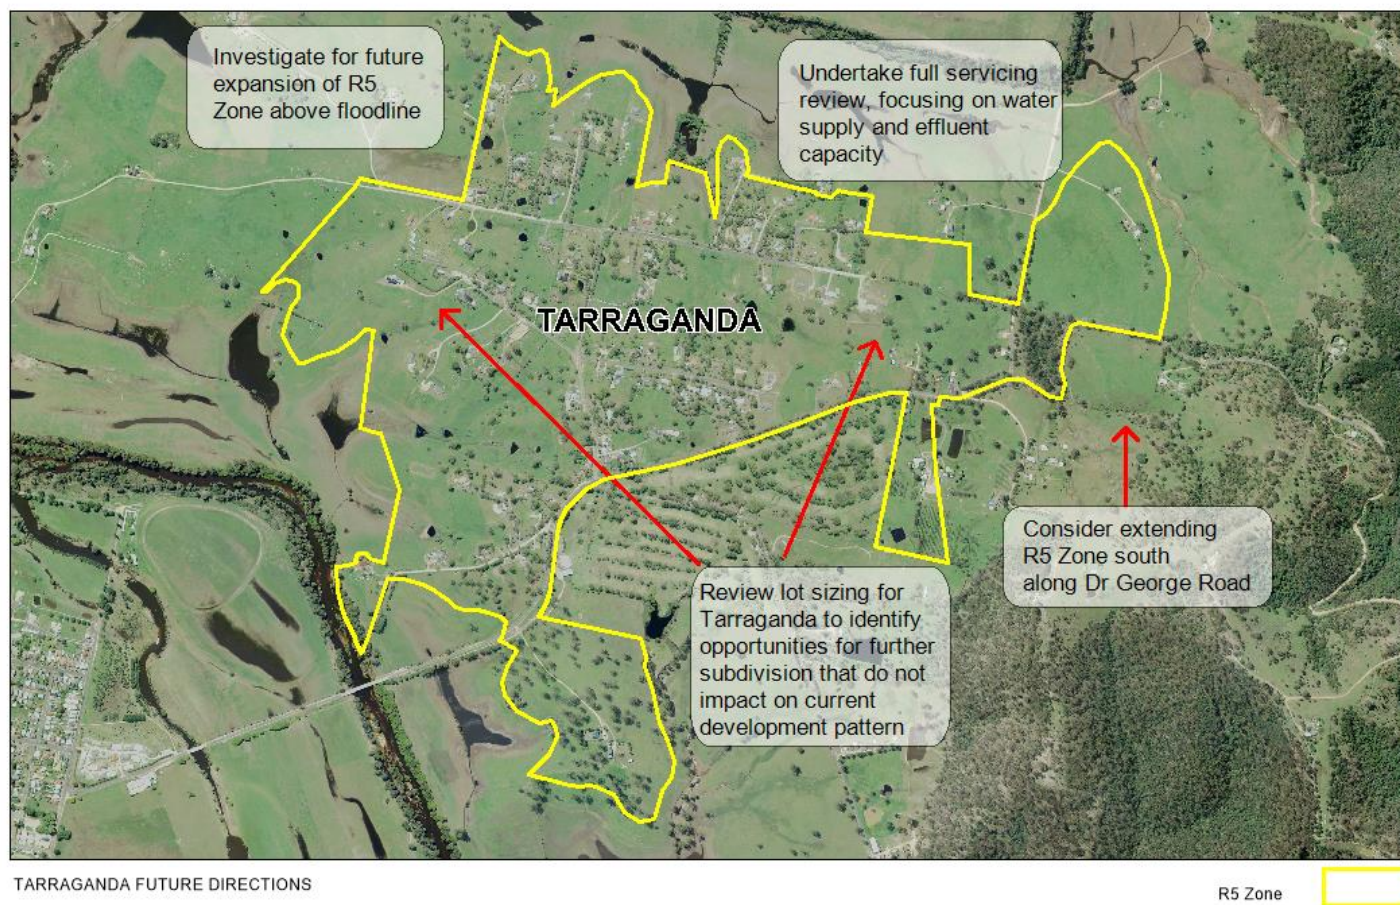 Investigate for future
expansion of R5
Zone above floodline
Undertake full servicing
review, focusing on water
supply and effluent
capacity
TARRAGANDA
Consider extending
R5 Zone south
along Dr George Road
Review lot sizing for
Tarraganda to identify
opportunities for further
subdivision that do not
impact on current
development pattern
TARRAGANDA FUTURE DIRECTIONS
R5 Zone